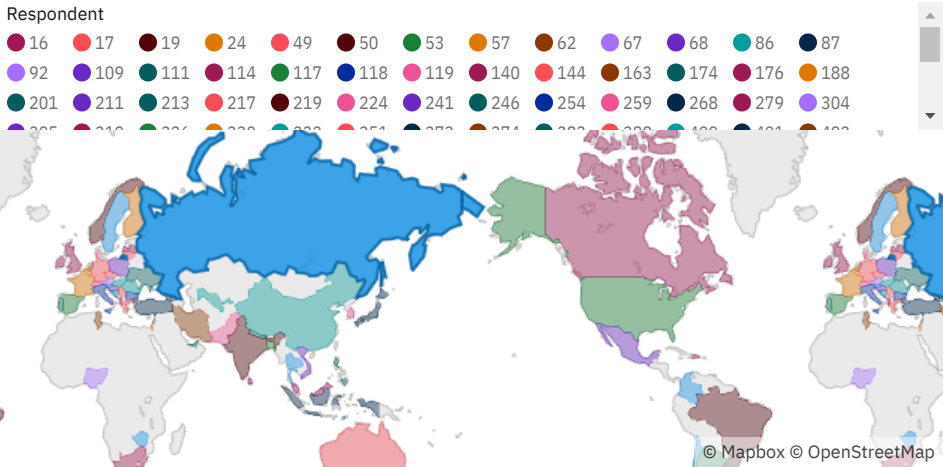 Respondent
16 17 19 24 49 50 53 57 62 67 68 86 87
92 109 111 114 117 118 119 140 144 163 174 176 188
201 211 213 217 219 224 241 246 254 259 268 279 304
© Mapbox © OpenStreetMap